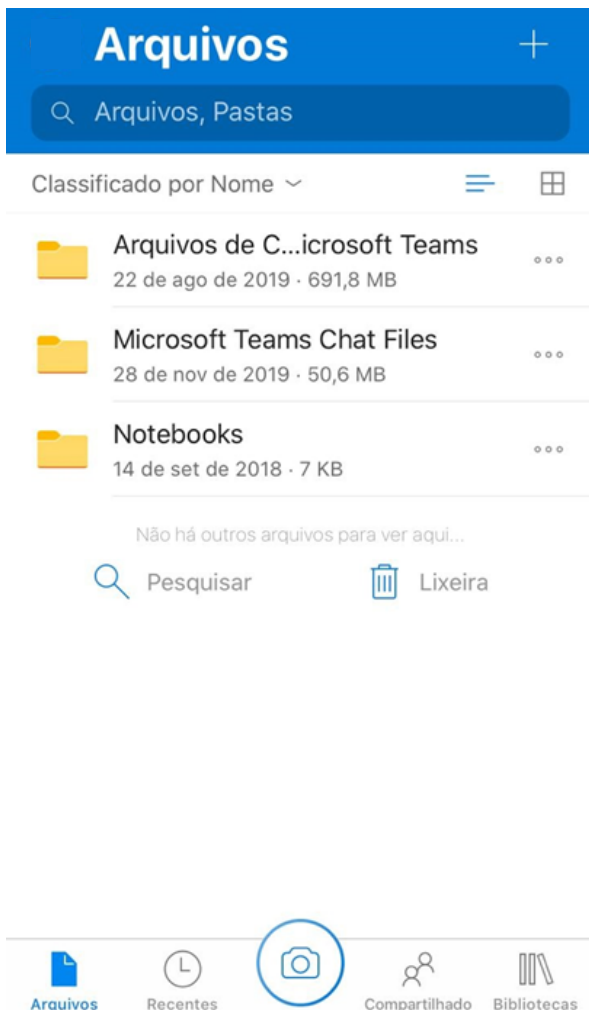 Arquivos
Arquivos, Pastas
Classificado por Nome
Arquivos de C...icrosoft Teams
22 de ago de 2019 · 691,8 MB
Microsoft Teams Chat Files
28 de nov de 2019 · 50,6 MB
Notebooks
14 de set de 2018 · 7 KB
Não há outros arquivos para ver aqui...
Pesquisar Lixeira
Arquivos Recentes Compartilhado Bibliotecas